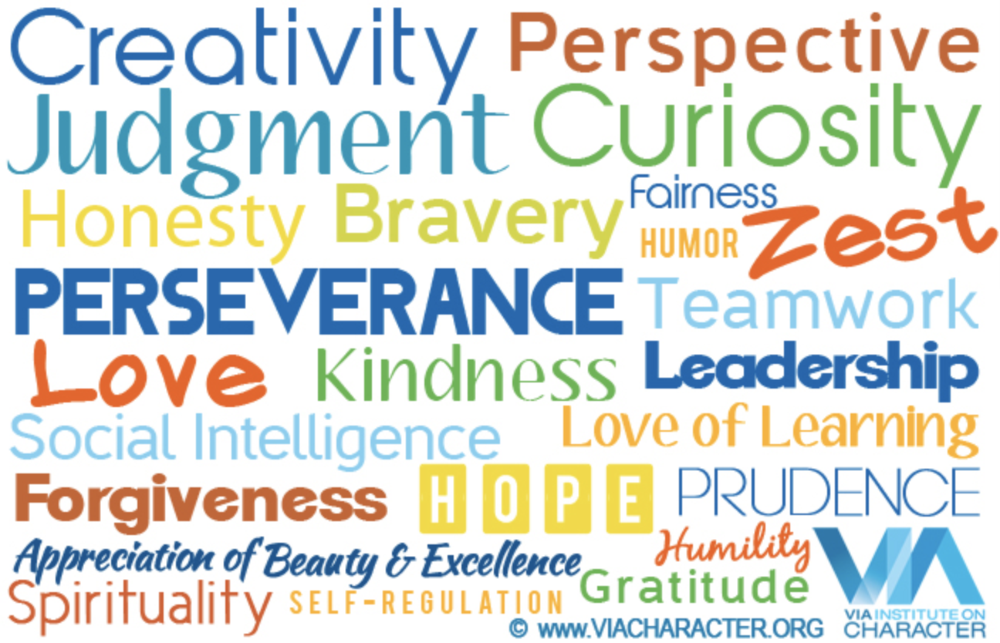 Creativity Perspective
Judgment Curiosity
Honesty Bravery Fairness
HUMOR Zest
PERSEVERANCE Teamwork
Love Kindness Leadership
Social Intelligence Love of Learning
Forgiveness HOPE PRUDENCE
Appreciation of Beauty & Excellence Humility
Spirituality SELF-REGULATION Gratitude
VIA
VIA INSTITUTE ON
CHARACTER
© www.VIACHARACTER.ORG